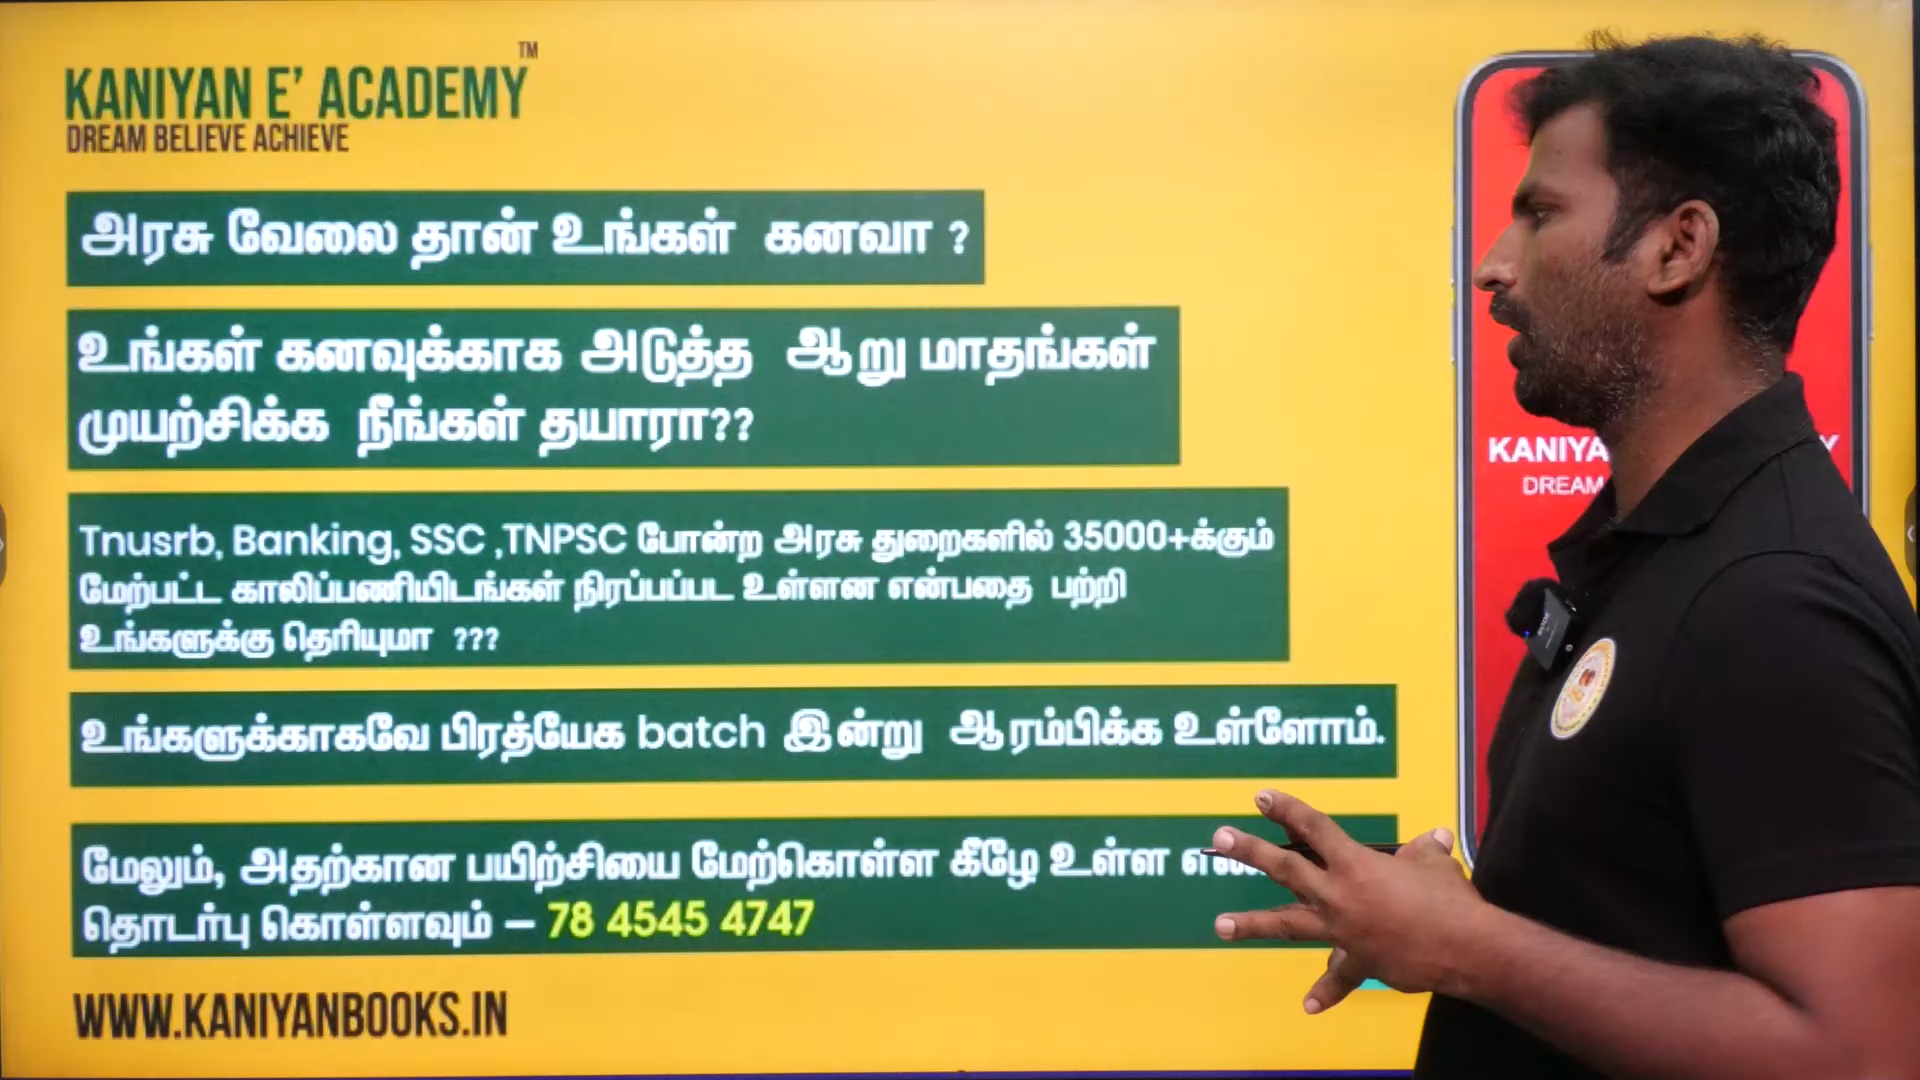 KANIYAN E' ACADEMY™
DREAM BELIEVE ACHIEVE
அரசு வேலை தான் உங்கள் கனவா ?
உங்கள் கனவுக்காக அடுத்த ஆறு மாதங்கள்
முயற்சிக்க நீங்கள் தயாரா??
Tnusrb, Banking, SSC ,TNPSC போன்ற அரசு துறைகளில் 35000+க்கும்
மேற்பட்ட காலிப்பணியிடங்கள் நிரப்பப்பட உள்ளன என்பதை பற்றி
உங்களுக்கு தெரியுமா ???
உங்களுக்காகவே பிரத்யேக batch இன்று ஆரம்பிக்க உள்ளோம்.
மேலும், அதற்கான பயிற்சியை மேற்கொள்ள கீழே உள்ள
தொடர்பு கொள்ளவும் – 78 4545 4747
WWW.KANIYANBOOKS.IN
DREAM